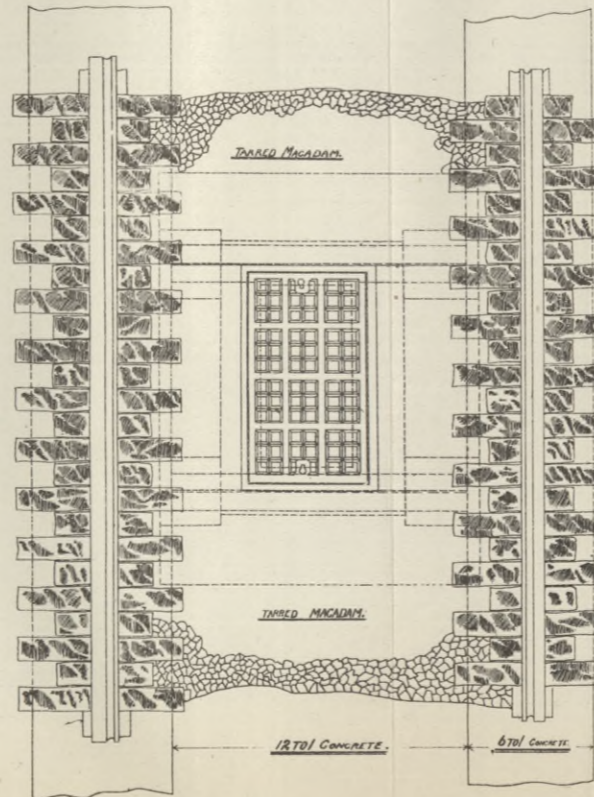 TARRED MACADAM.
TARRED MACADAM.
12 TO 1 CONCRETE.
6 TO 1 CONCRETE.